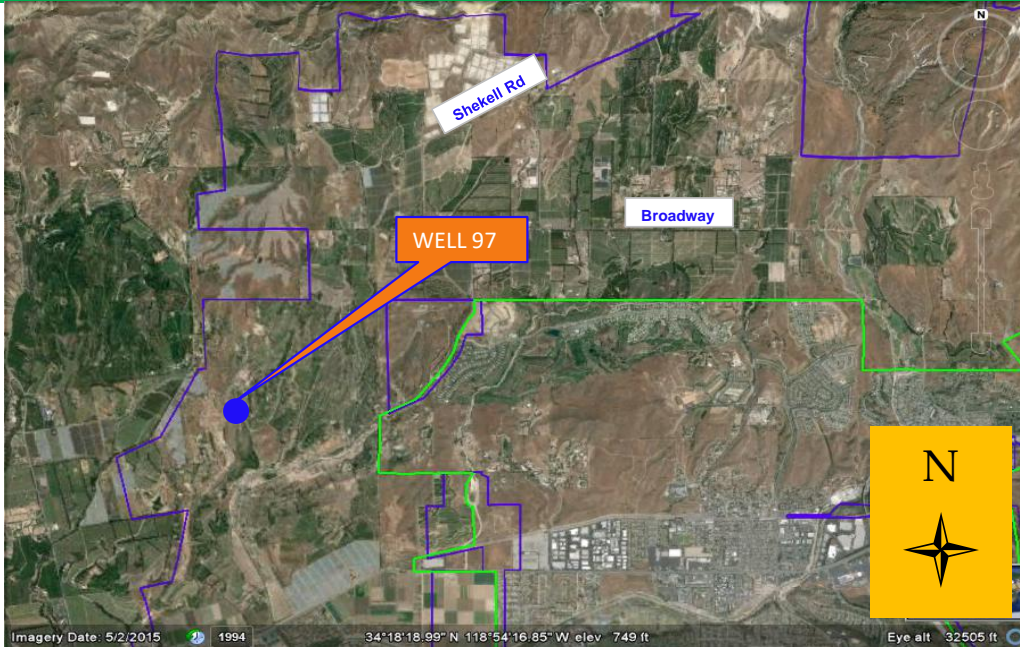 N
Shekell Rd
Broadway
WELL 97
N
Imagery Date: 5/2/2015 1994 34°18'18.99" N 118°54'16.85" W elev 749 ft Eye alt 32505 ft